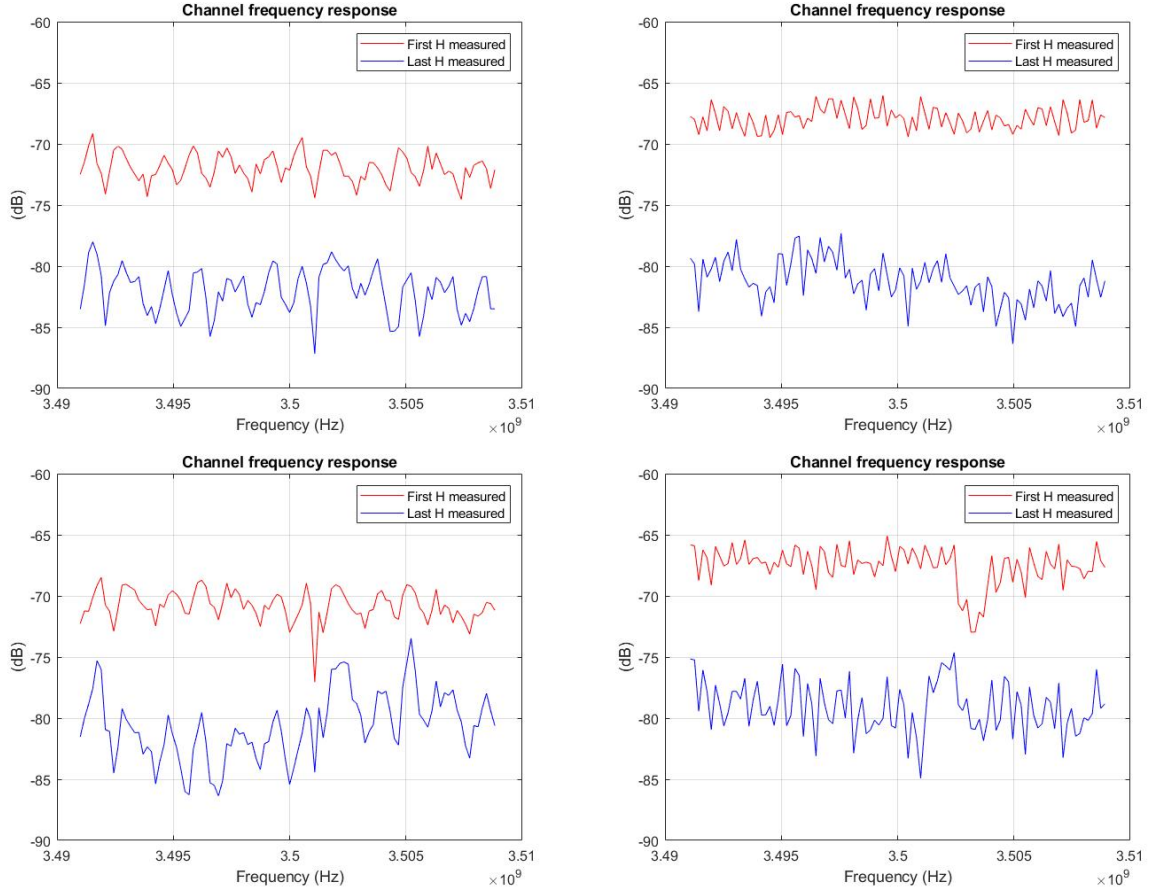 Channel frequency response
-60
-65
-70
-75
-80
-85
-90
(dB)
First H measured
Last H measured
3.49
3.495
3.5
3.505
3.51
Frequency (Hz)
×10⁹
Channel frequency response
-60
-65
-70
-75
-80
-85
-90
(dB)
First H measured
Last H measured
3.49
3.495
3.5
3.505
3.51
Frequency (Hz)
×10⁹
Channel frequency response
-60
-65
-70
-75
-80
-85
-90
(dB)
First H measured
Last H measured
3.49
3.495
3.5
3.505
3.51
Frequency (Hz)
×10⁹
Channel frequency response
-60
-65
-70
-75
-80
-85
-90
(dB)
First H measured
Last H measured
3.49
3.495
3.5
3.505
3.51
Frequency (Hz)
×10⁹